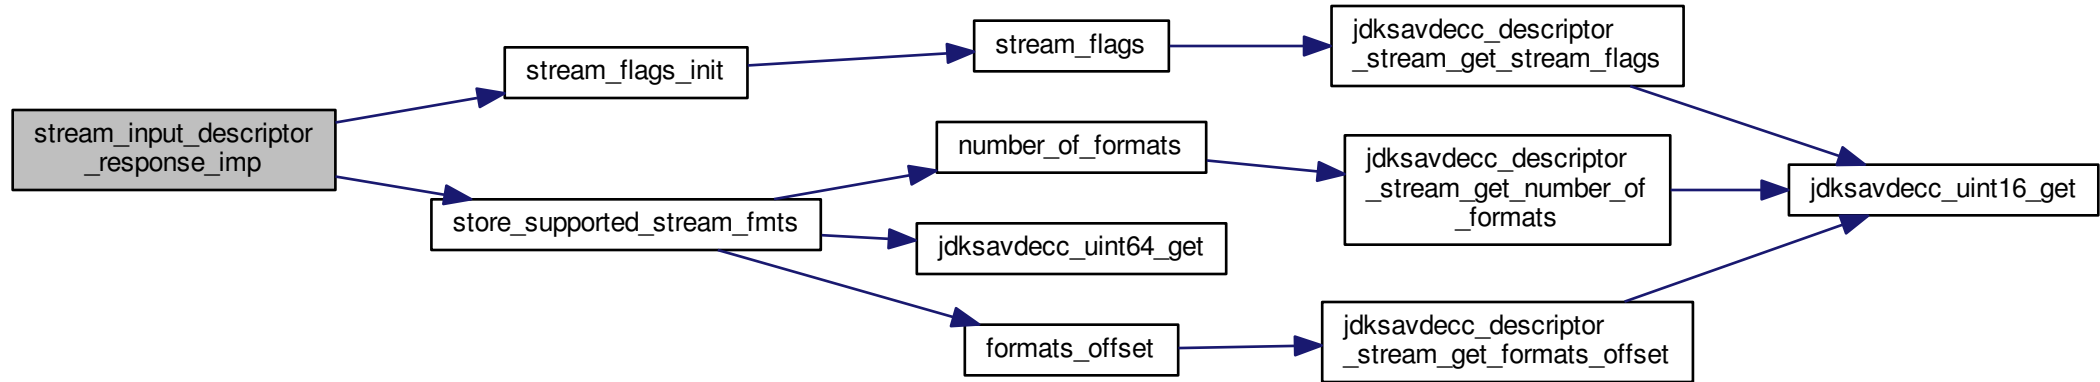 stream_input_descriptor
_response_imp
stream_flags_init
store_supported_stream_fmts
stream_flags
number_of_formats
jdksavdecc_uint64_get
formats_offset
jdksavdecc_descriptor
_stream_get_stream_flags
jdksavdecc_descriptor
_stream_get_number_of
_formats
jdksavdecc_descriptor
_stream_get_formats_offset
jdksavdecc_uint16_get